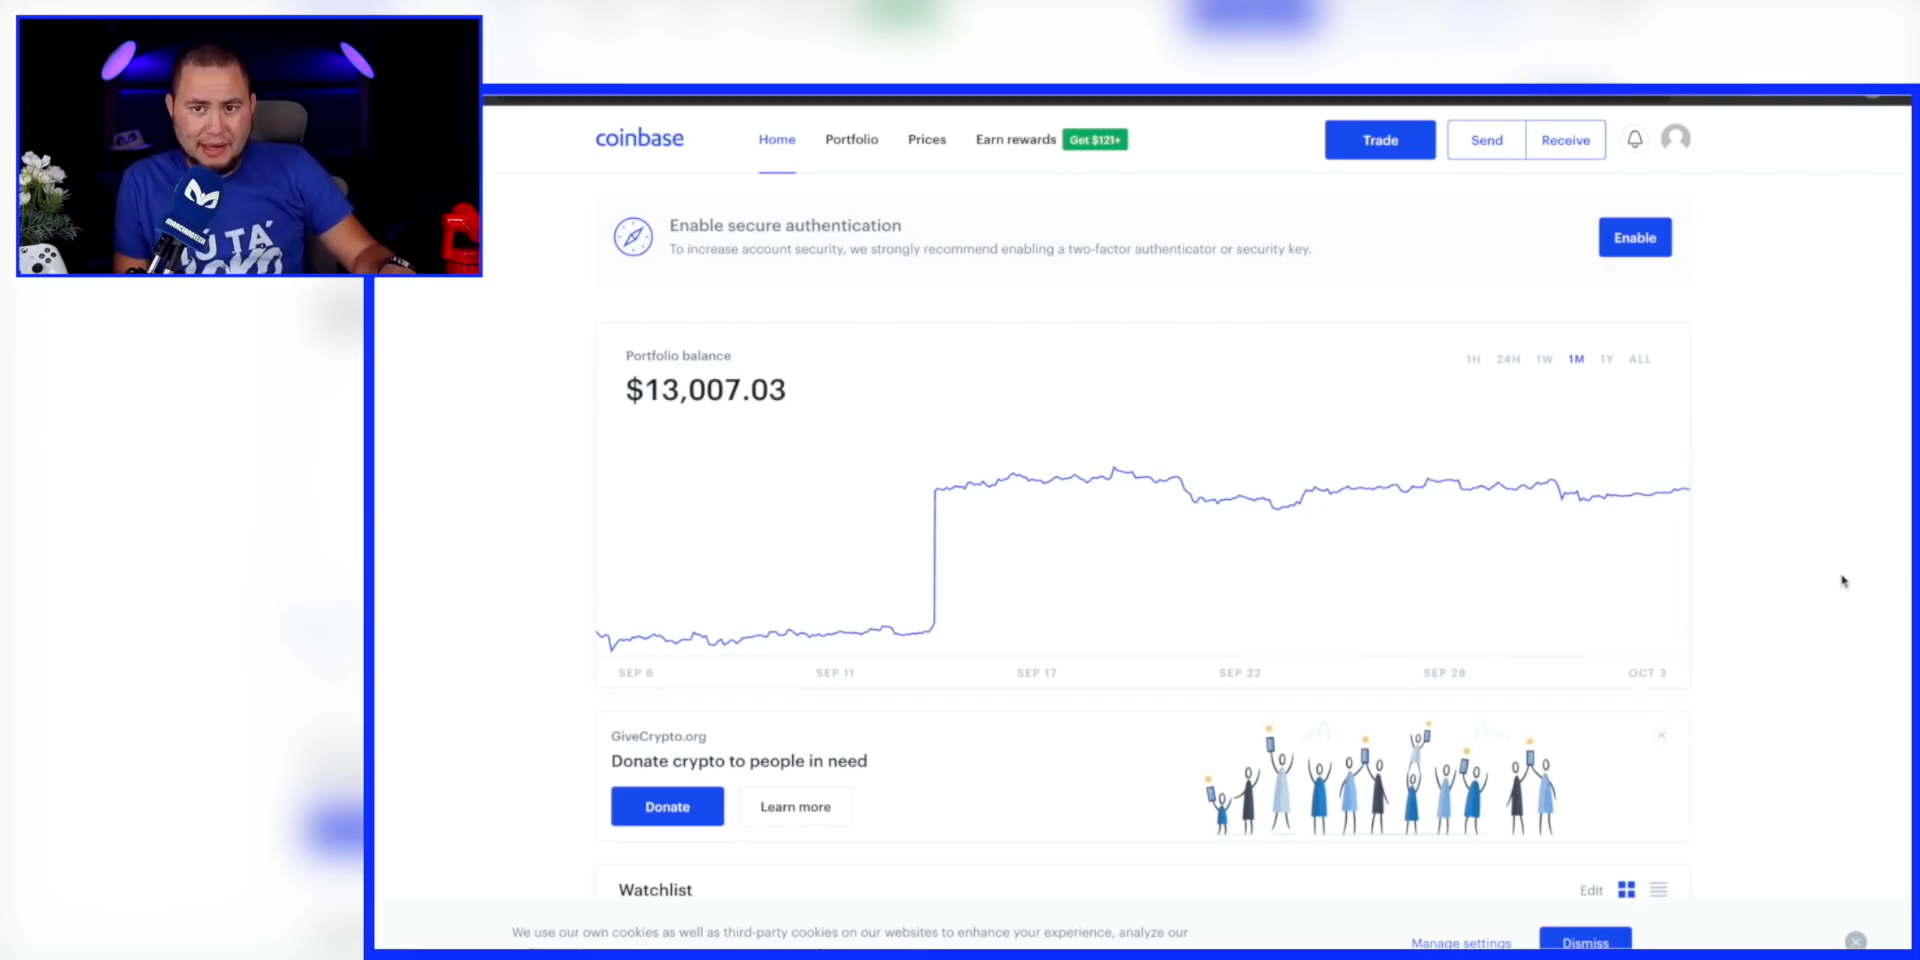 coinbase
Home
Portfolio
Prices
Earn rewards
Get $121+
Trade
Send
Receive
Enable secure authentication
To increase account security, we strongly recommend enabling a two-factor authenticator or security key.
Enable
Portfolio balance
$13,007.03
1H 24H 1W 1M 1Y ALL
SEP 6 SEP 11 SEP 17 SEP 22 SEP 28 OCT 3
GiveCrypto.org
Donate crypto to people in need
Donate
Learn more
Watchlist
Edit
We use our own cookies as well as third-party cookies on our websites to enhance your experience, analyze our
Manage settings
Dismiss